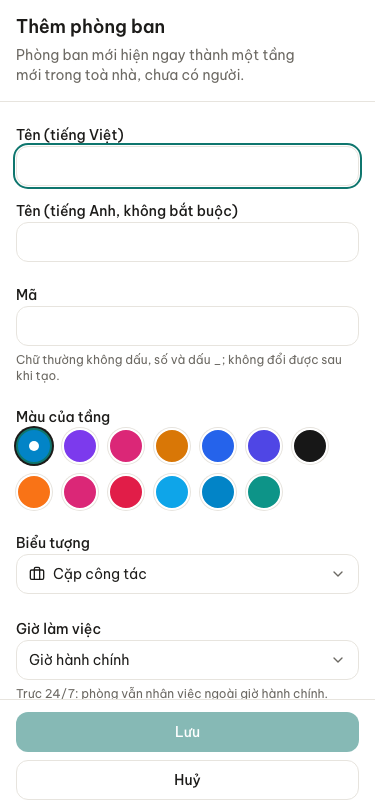 Thêm phòng ban
Phòng ban mới hiện ngay thành một tầng
mới trong toà nhà, chưa có người.
Tên (tiếng Việt)
Tên (tiếng Anh, không bắt buộc)
Mã
Chữ thường không dấu, số và dấu _; không đổi được sau
khi tạo.
Màu của tầng
Biểu tượng
Cặp công tác
Giờ làm việc
Giờ hành chính
Trực 24/7: phòng vẫn nhận việc ngoài giờ hành chính.
Lưu
Huỷ